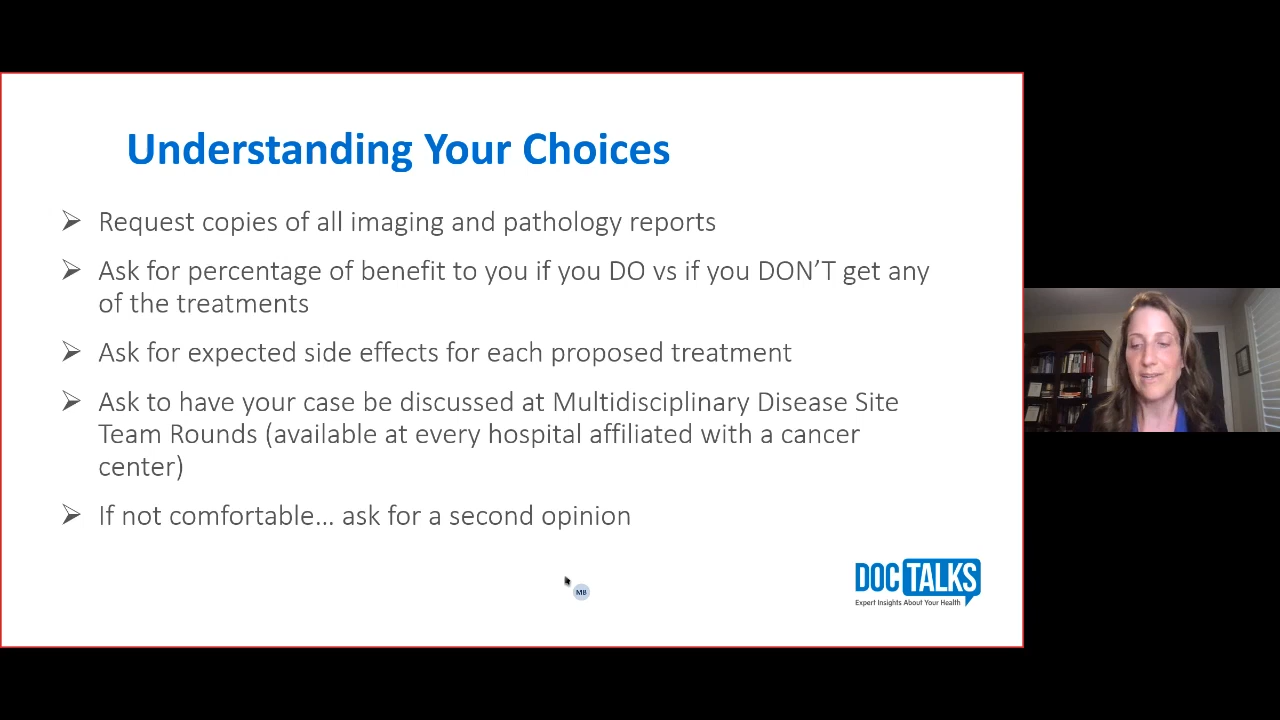 Understanding Your Choices
➢ Request copies of all imaging and pathology reports
➢ Ask for percentage of benefit to you if you DO vs if you DON’T get any
of the treatments
➢ Ask for expected side effects for each proposed treatment
➢ Ask to have your case be discussed at Multidisciplinary Disease Site
Team Rounds (available at every hospital affiliated with a cancer
center)
➢ If not comfortable... ask for a second opinion
MB
DOC TALKS
Expert Insights About Your Health